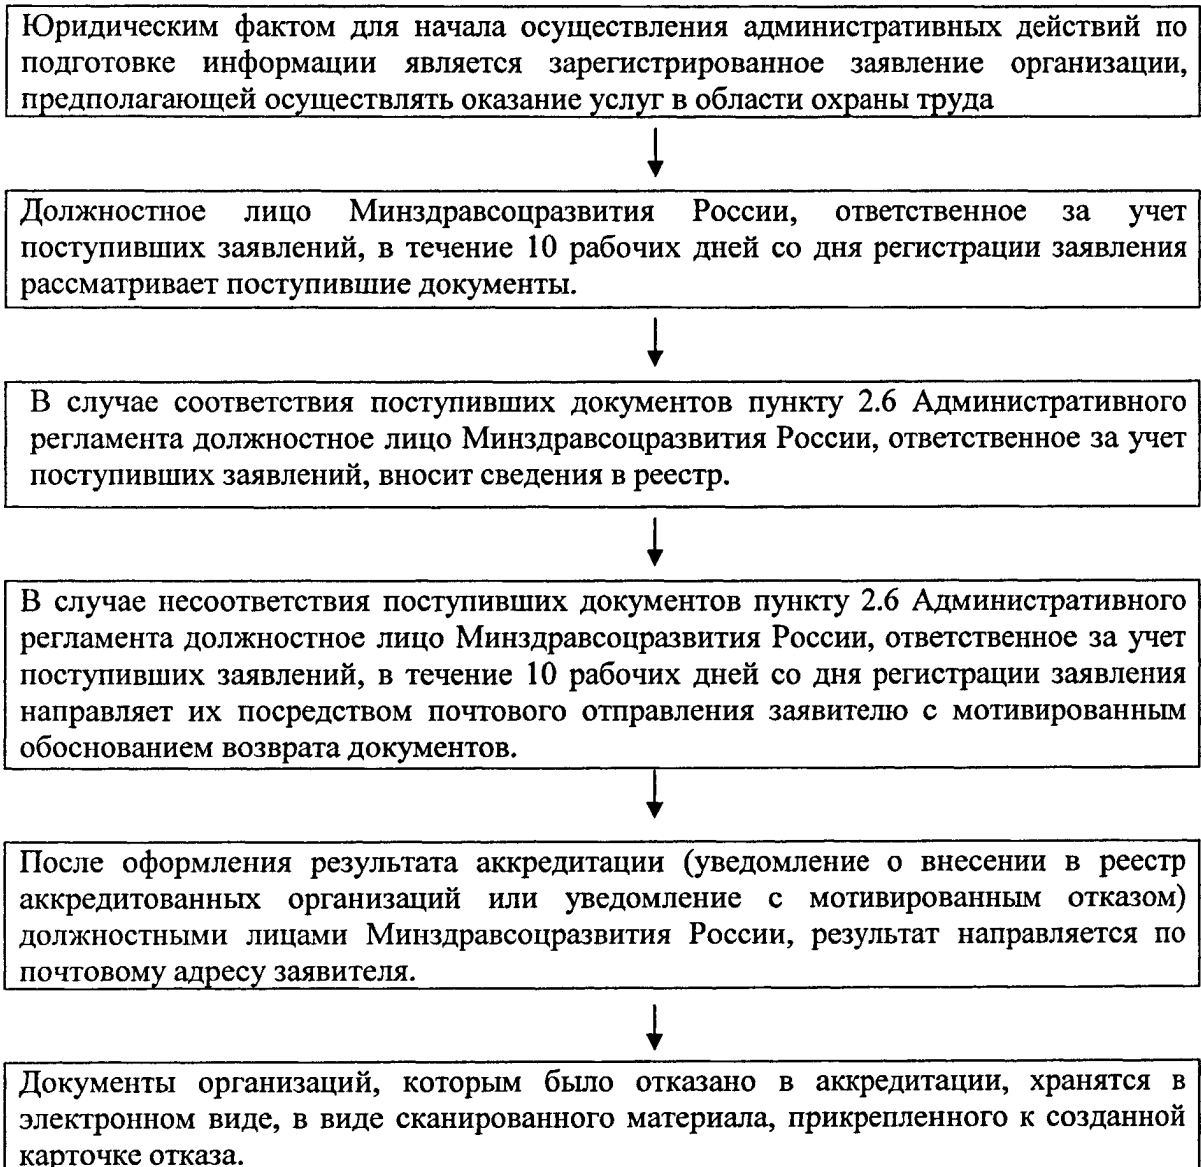 Юридическим фактом для начала осуществления административных действий по
подготовке информации является зарегистрированное заявление организации,
предполагающей осуществлять оказание услуг в области охраны труда
Должностное лицо Минздравсоцразвития России, ответственное за учет
поступивших заявлений, в течение 10 рабочих дней со дня регистрации заявления
рассматривает поступившие документы.
В случае соответствия поступивших документов пункту 2.6 Административного
регламента должностное лицо Минздравсоцразвития России, ответственное за учет
поступивших заявлений, вносит сведения в реестр.
В случае несоответствия поступивших документов пункту 2.6 Административного
регламента должностное лицо Минздравсоцразвития России, ответственное за учет
поступивших заявлений, в течение 10 рабочих дней со дня регистрации заявления
направляет их посредством почтового отправления заявителю с мотивированным
обоснованием возврата документов.
После оформления результата аккредитации (уведомление о внесении в реестр
аккредитованных организаций или уведомление с мотивированным отказом)
должностными лицами Минздравсоцразвития России, результат направляется по
почтовому адресу заявителя.
Документы организаций, которым было отказано в аккредитации, хранятся в
электронном виде, в виде сканированного материала, прикрепленного к созданной
карточке отказа.